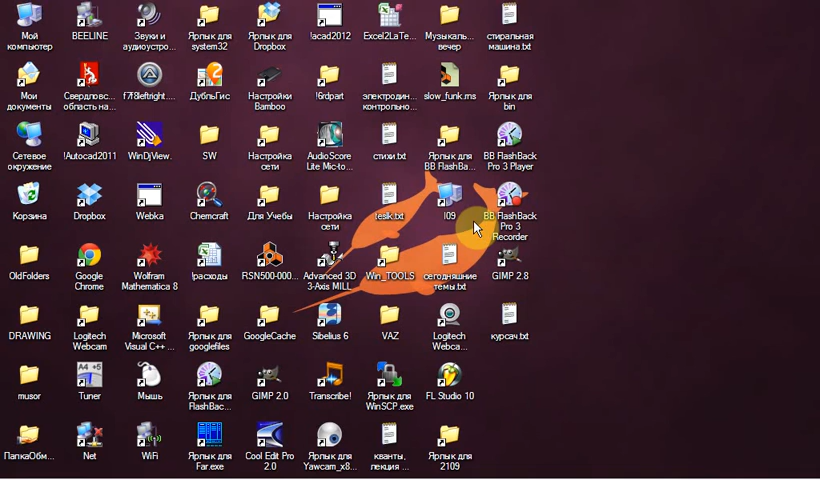 Мой
компьютер
BEELINE
Звуки и
аудиоустро...
Ярлык для
system32
Ярлык для
Dropbox
!acad2012
Excel2LaTe...
Музыкаль...
вечер
стиральная
машина.txt
Мои
документы
Свердловс...
область на...
f7f8leftright....
ДубльГис
Настройки
Bamboo
!6rdpart
электродин...
контрольно...
slow_funk.ms
Ярлык для
bin
Сетевое
окружение
!Autocad2011
WinDjView.
SW
Настройка
сети
AudioScore
Lite Mic-to...
стихи.txt
Ярлык для
BB FlashBa...
BB FlashBack
Pro 3 Player
Корзина
Dropbox
Webka
Chemcraft
Для Учебы
Настройка
сети
teslk.txt
I09
BB FlashBack
Pro 3
Recorder
OldFolders
Google
Chrome
Wolfram
Mathematica 8
!расходы
RSN500-000...
Advanced 3D
3-Axis MILL
Win_TOOLS
сегодняшние
темы.txt
GIMP 2.8
DRAWING
Logitech
Webcam
Microsoft
Visual C++ ...
Ярлык для
googlefiles
GoogleCache
Sibelius 6
VAZ
Logitech
Webca...
курсач.txt
musor
A4 +5
Tuner
Мышь
Ярлык для
FlashBac...
GIMP 2.0
Transcribe!
Ярлык для
WinSCP.exe
FL Studio 10
ПапкаОбм...
Net
WiFi
Ярлык для
Far.exe
Cool Edit Pro
2.0
Ярлык для
Yawcam_x8...
кванты,
лекция ...
Ярлык для
2109